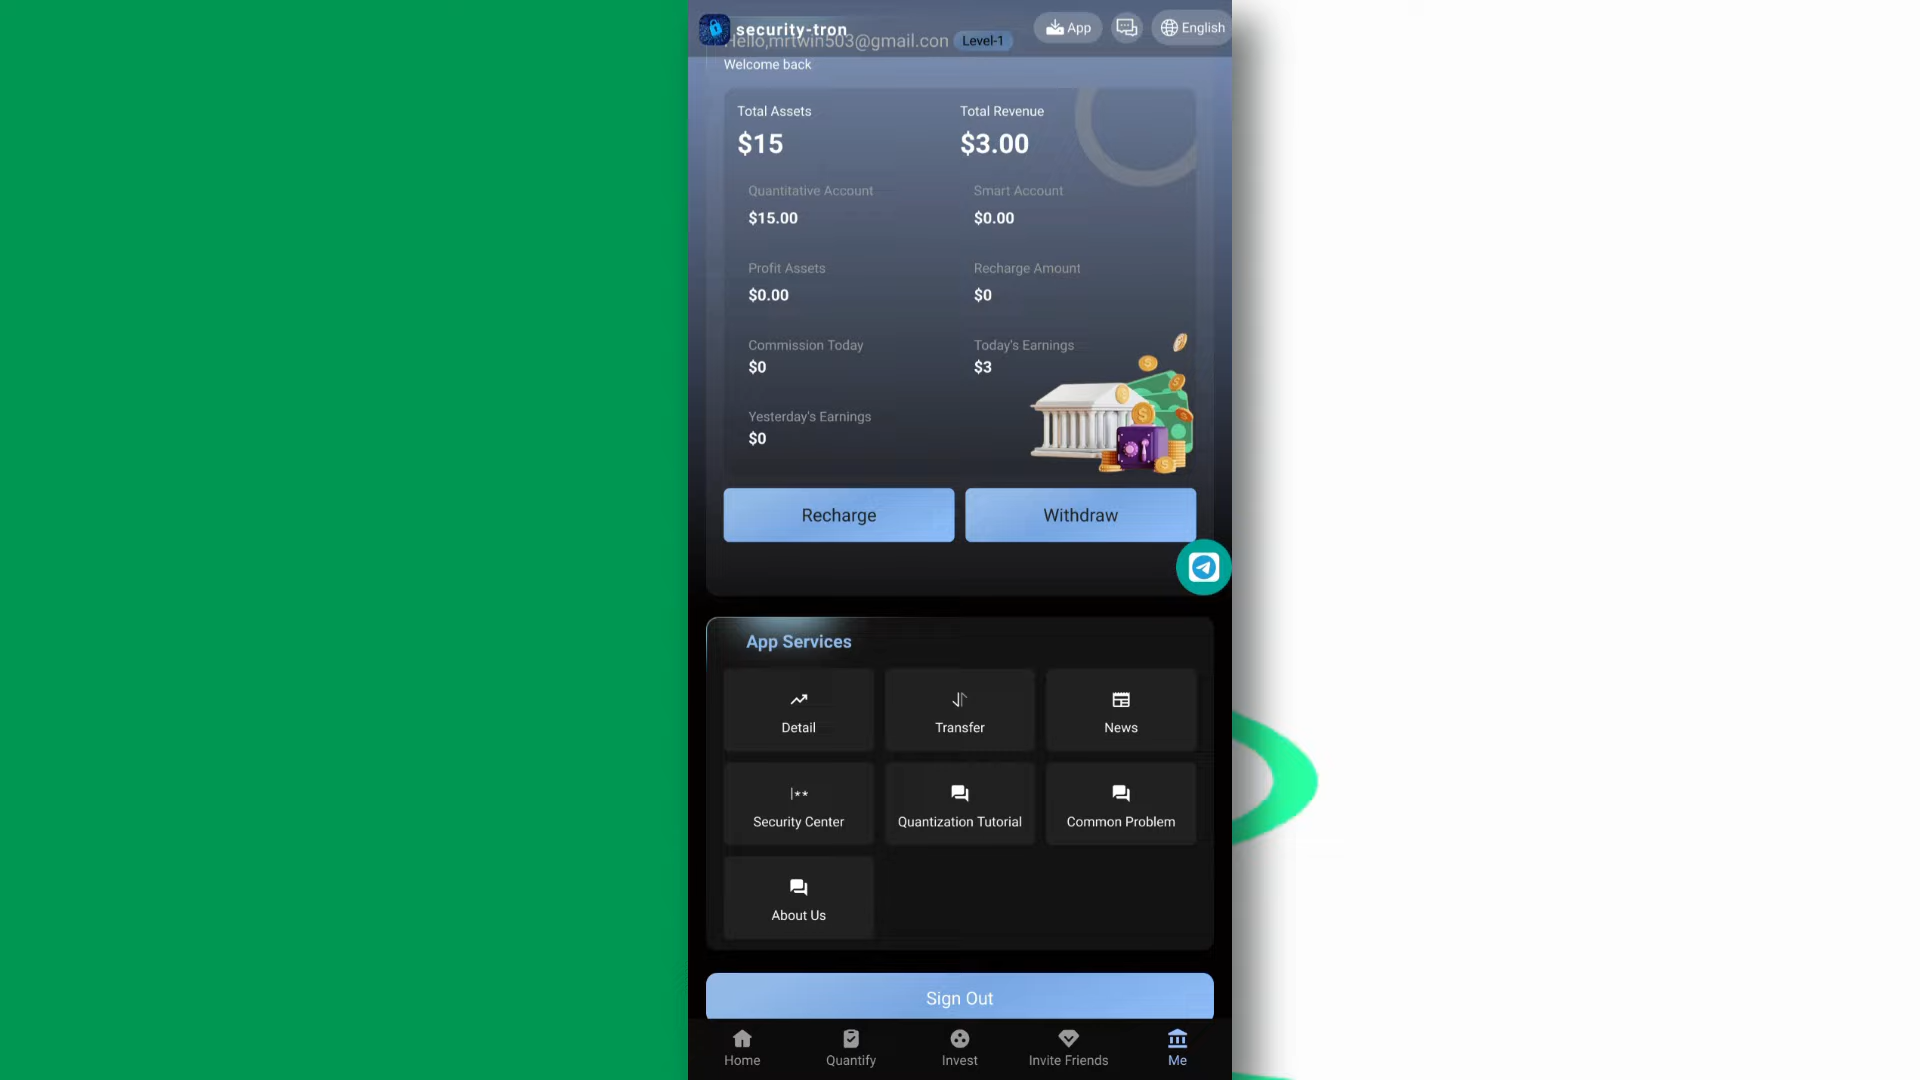 security-tron
App
English
Hello,mrtwin503@gmail.con
Level-1
Welcome back
Total Assets
Total Revenue
$15
$3.00
Quantitative Account
Smart Account
$15.00
$0.00
Profit Assets
Recharge Amount
$0.00
$0
Commission Today
Today's Earnings
$0
$3
Yesterday's Earnings
$0
Recharge
Withdraw
App Services
Detail
Transfer
News
Security Center
Quantization Tutorial
Common Problem
About Us
Sign Out
Home
Quantify
Invest
Invite Friends
Me